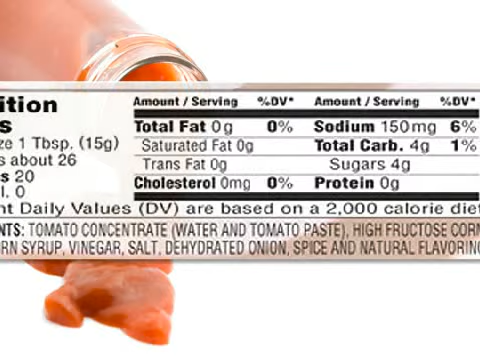 ition
s
ze 1 Tbsp. (15g)
s about 26
s 20
l. 0
Amount / Serving %DV* Amount / Serving %DV*
Total Fat 0g 0% Sodium 150mg 6%
Saturated Fat 0g Total Carb. 4g 1%
Trans Fat 0g Sugars 4g
Cholesterol 0mg 0% Protein 0g
nt Daily Values (DV) are based on a 2,000 calorie diet
NTS: TOMATO CONCENTRATE (WATER AND TOMATO PASTE), HIGH FRUCTOSE CORN
RN SYRUP, VINEGAR, SALT, DEHYDRATED ONION, SPICE AND NATURAL FLAVORING